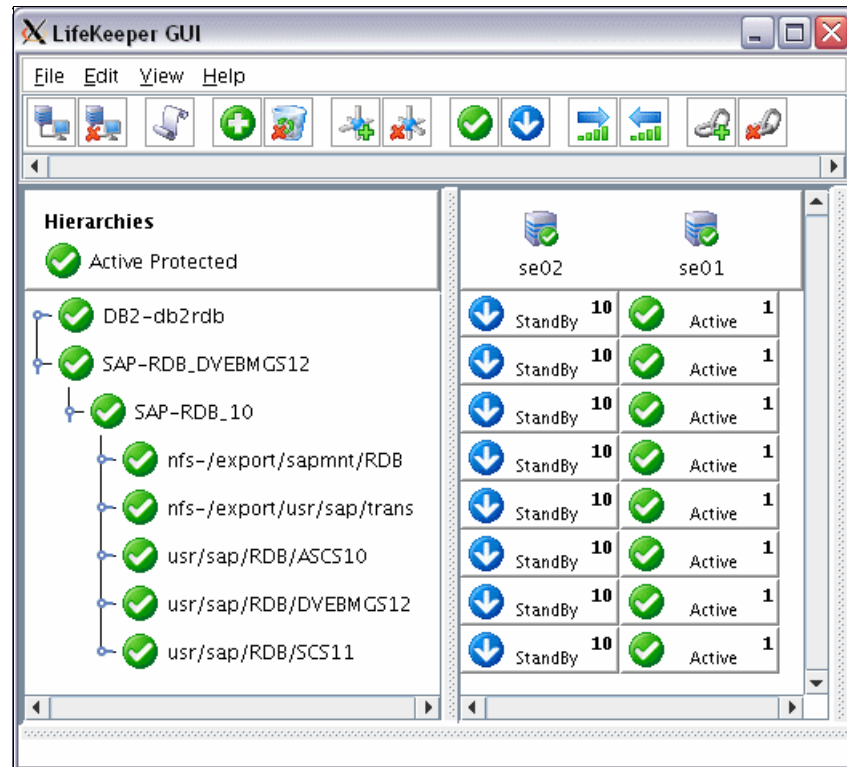 LifeKeeper GUI
File Edit View Help
Hierarchies
Active Protected
se02 se01
DB2-db2rdb StandBy 10 Active 1
SAP-RDB_DVEBMGS12 StandBy 10 Active 1
SAP-RDB_10 StandBy 10 Active 1
nfs-/export/sapmnt/RDB StandBy 10 Active 1
nfs-/export/usr/sap/trans StandBy 10 Active 1
usr/sap/RDB/ASCS10 StandBy 10 Active 1
usr/sap/RDB/DVEBMGS12 StandBy 10 Active 1
usr/sap/RDB/SCS11 StandBy 10 Active 1